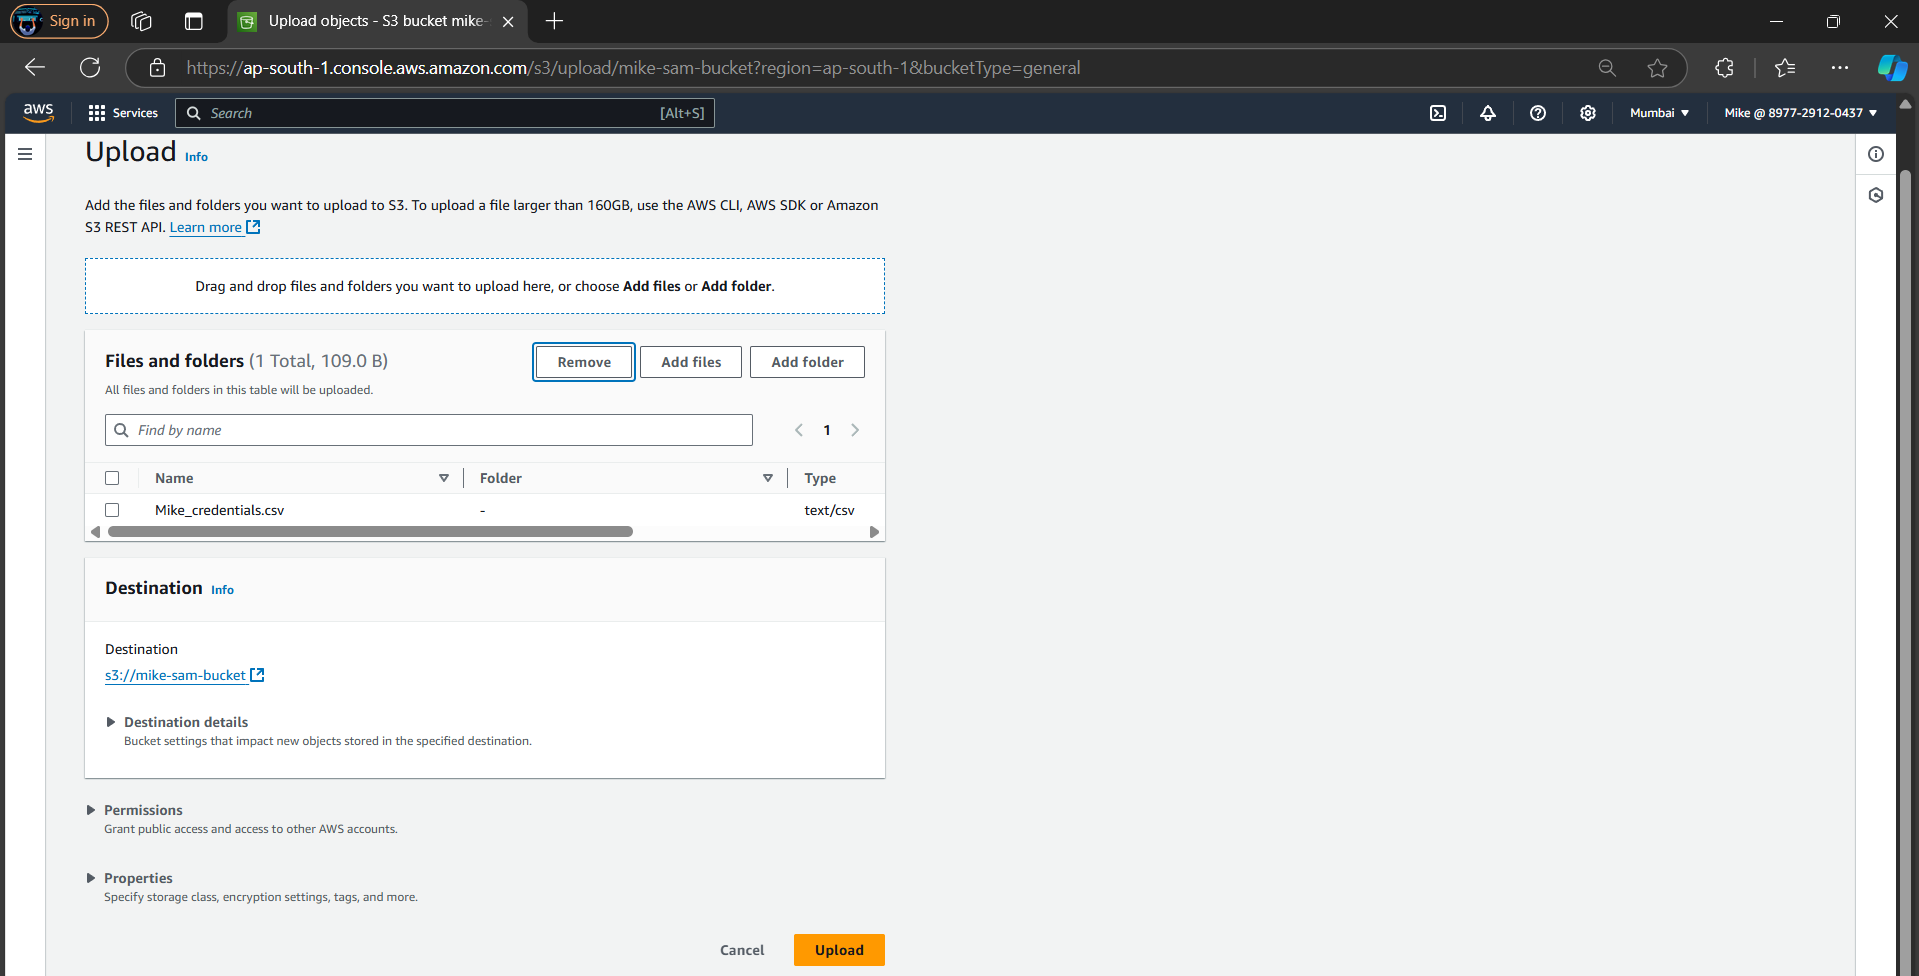 Sign in
Upload objects - S3 bucket mike-
https://ap-south-1.console.aws.amazon.com/s3/upload/mike-sam-bucket?region=ap-south-1&bucketType=general
aws
Services
Search
[Alt+S]
Mumbai
Mike @ 8977-2912-0437
Upload Info
Add the files and folders you want to upload to S3. To upload a file larger than 160GB, use the AWS CLI, AWS SDK or Amazon
S3 REST API. Learn more
Drag and drop files and folders you want to upload here, or choose Add files or Add folder.
Files and folders (1 Total, 109.0 B)
Remove
Add files
Add folder
All files and folders in this table will be uploaded.
Find by name
1
Name
Folder
Type
Mike_credentials.csv
-
text/csv
Destination Info
Destination
s3://mike-sam-bucket
Destination details
Bucket settings that impact new objects stored in the specified destination.
Permissions
Grant public access and access to other AWS accounts.
Properties
Specify storage class, encryption settings, tags, and more.
Cancel
Upload